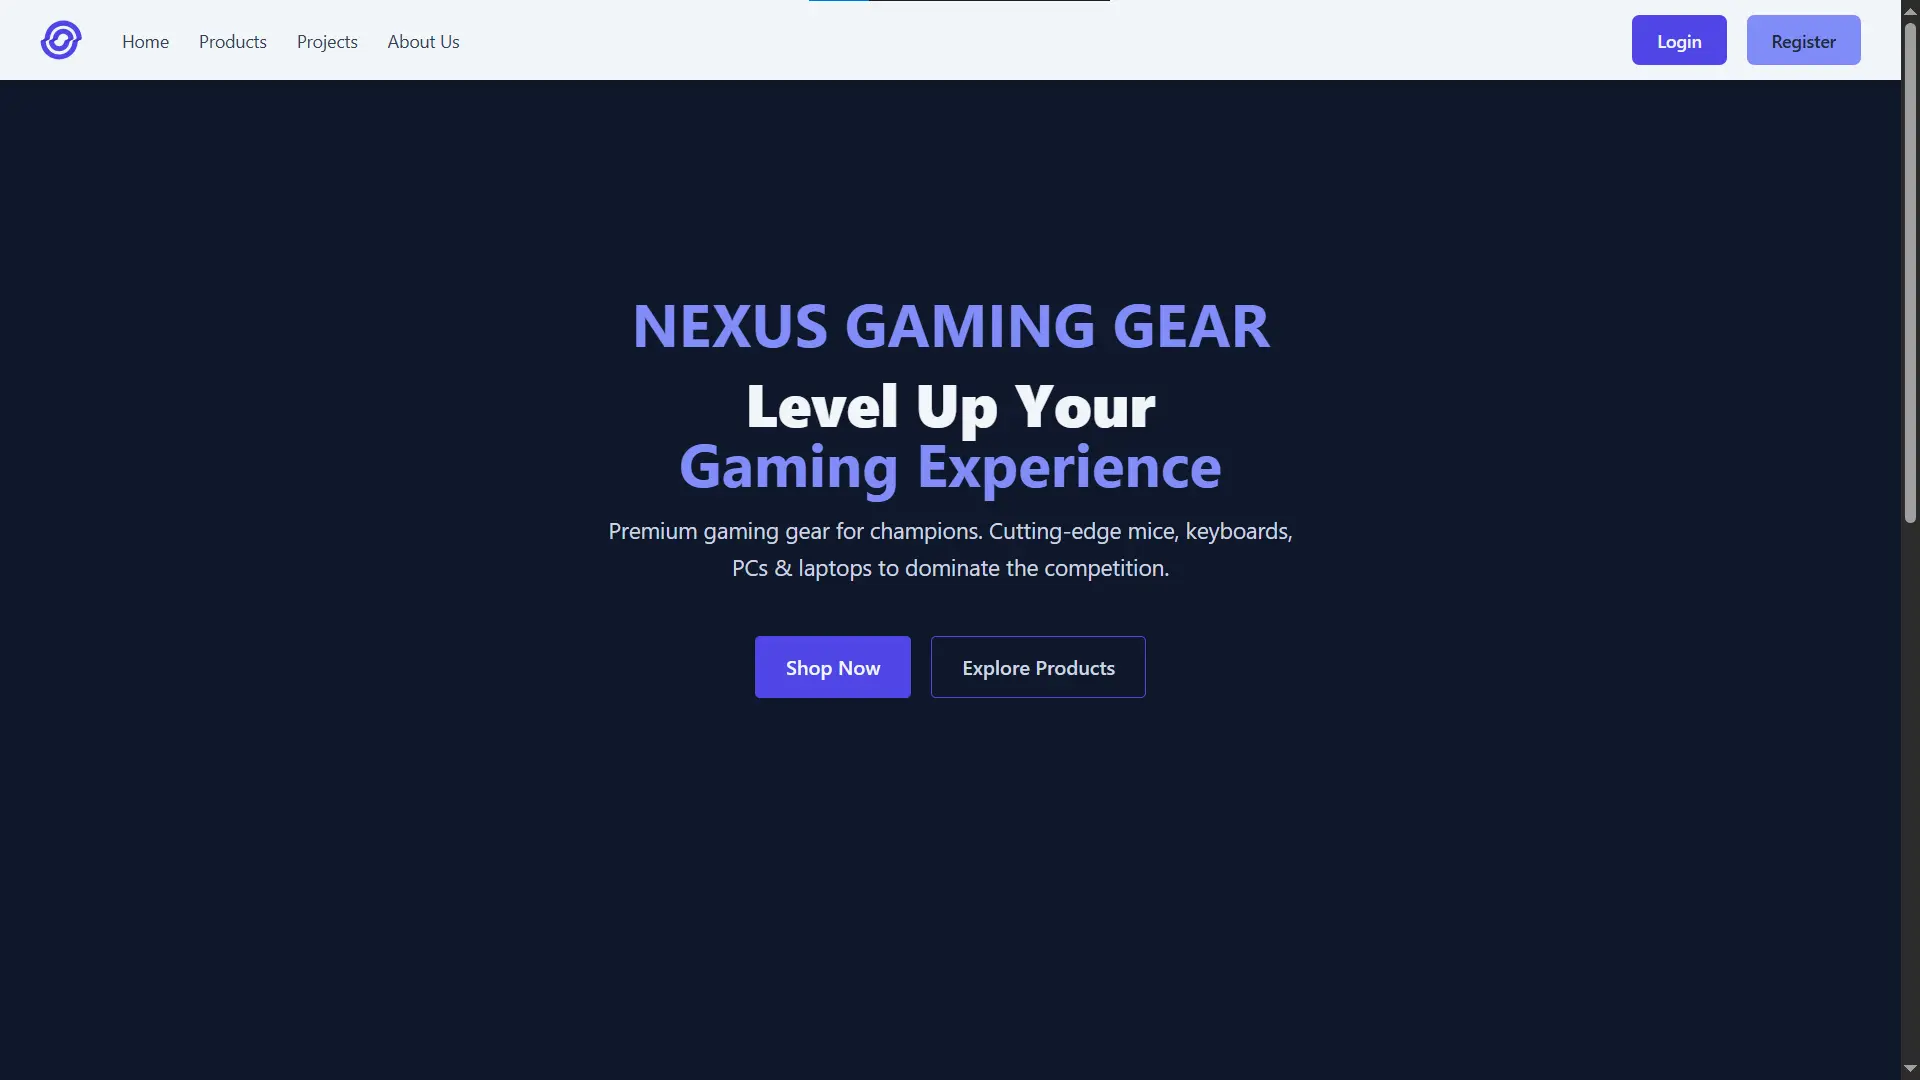 Home
Products
Projects
About Us
Login
Register
NEXUS GAMING GEAR
Level Up Your
Gaming Experience
Premium gaming gear for champions. Cutting-edge mice, keyboards,
PCs & laptops to dominate the competition.
Shop Now
Explore Products